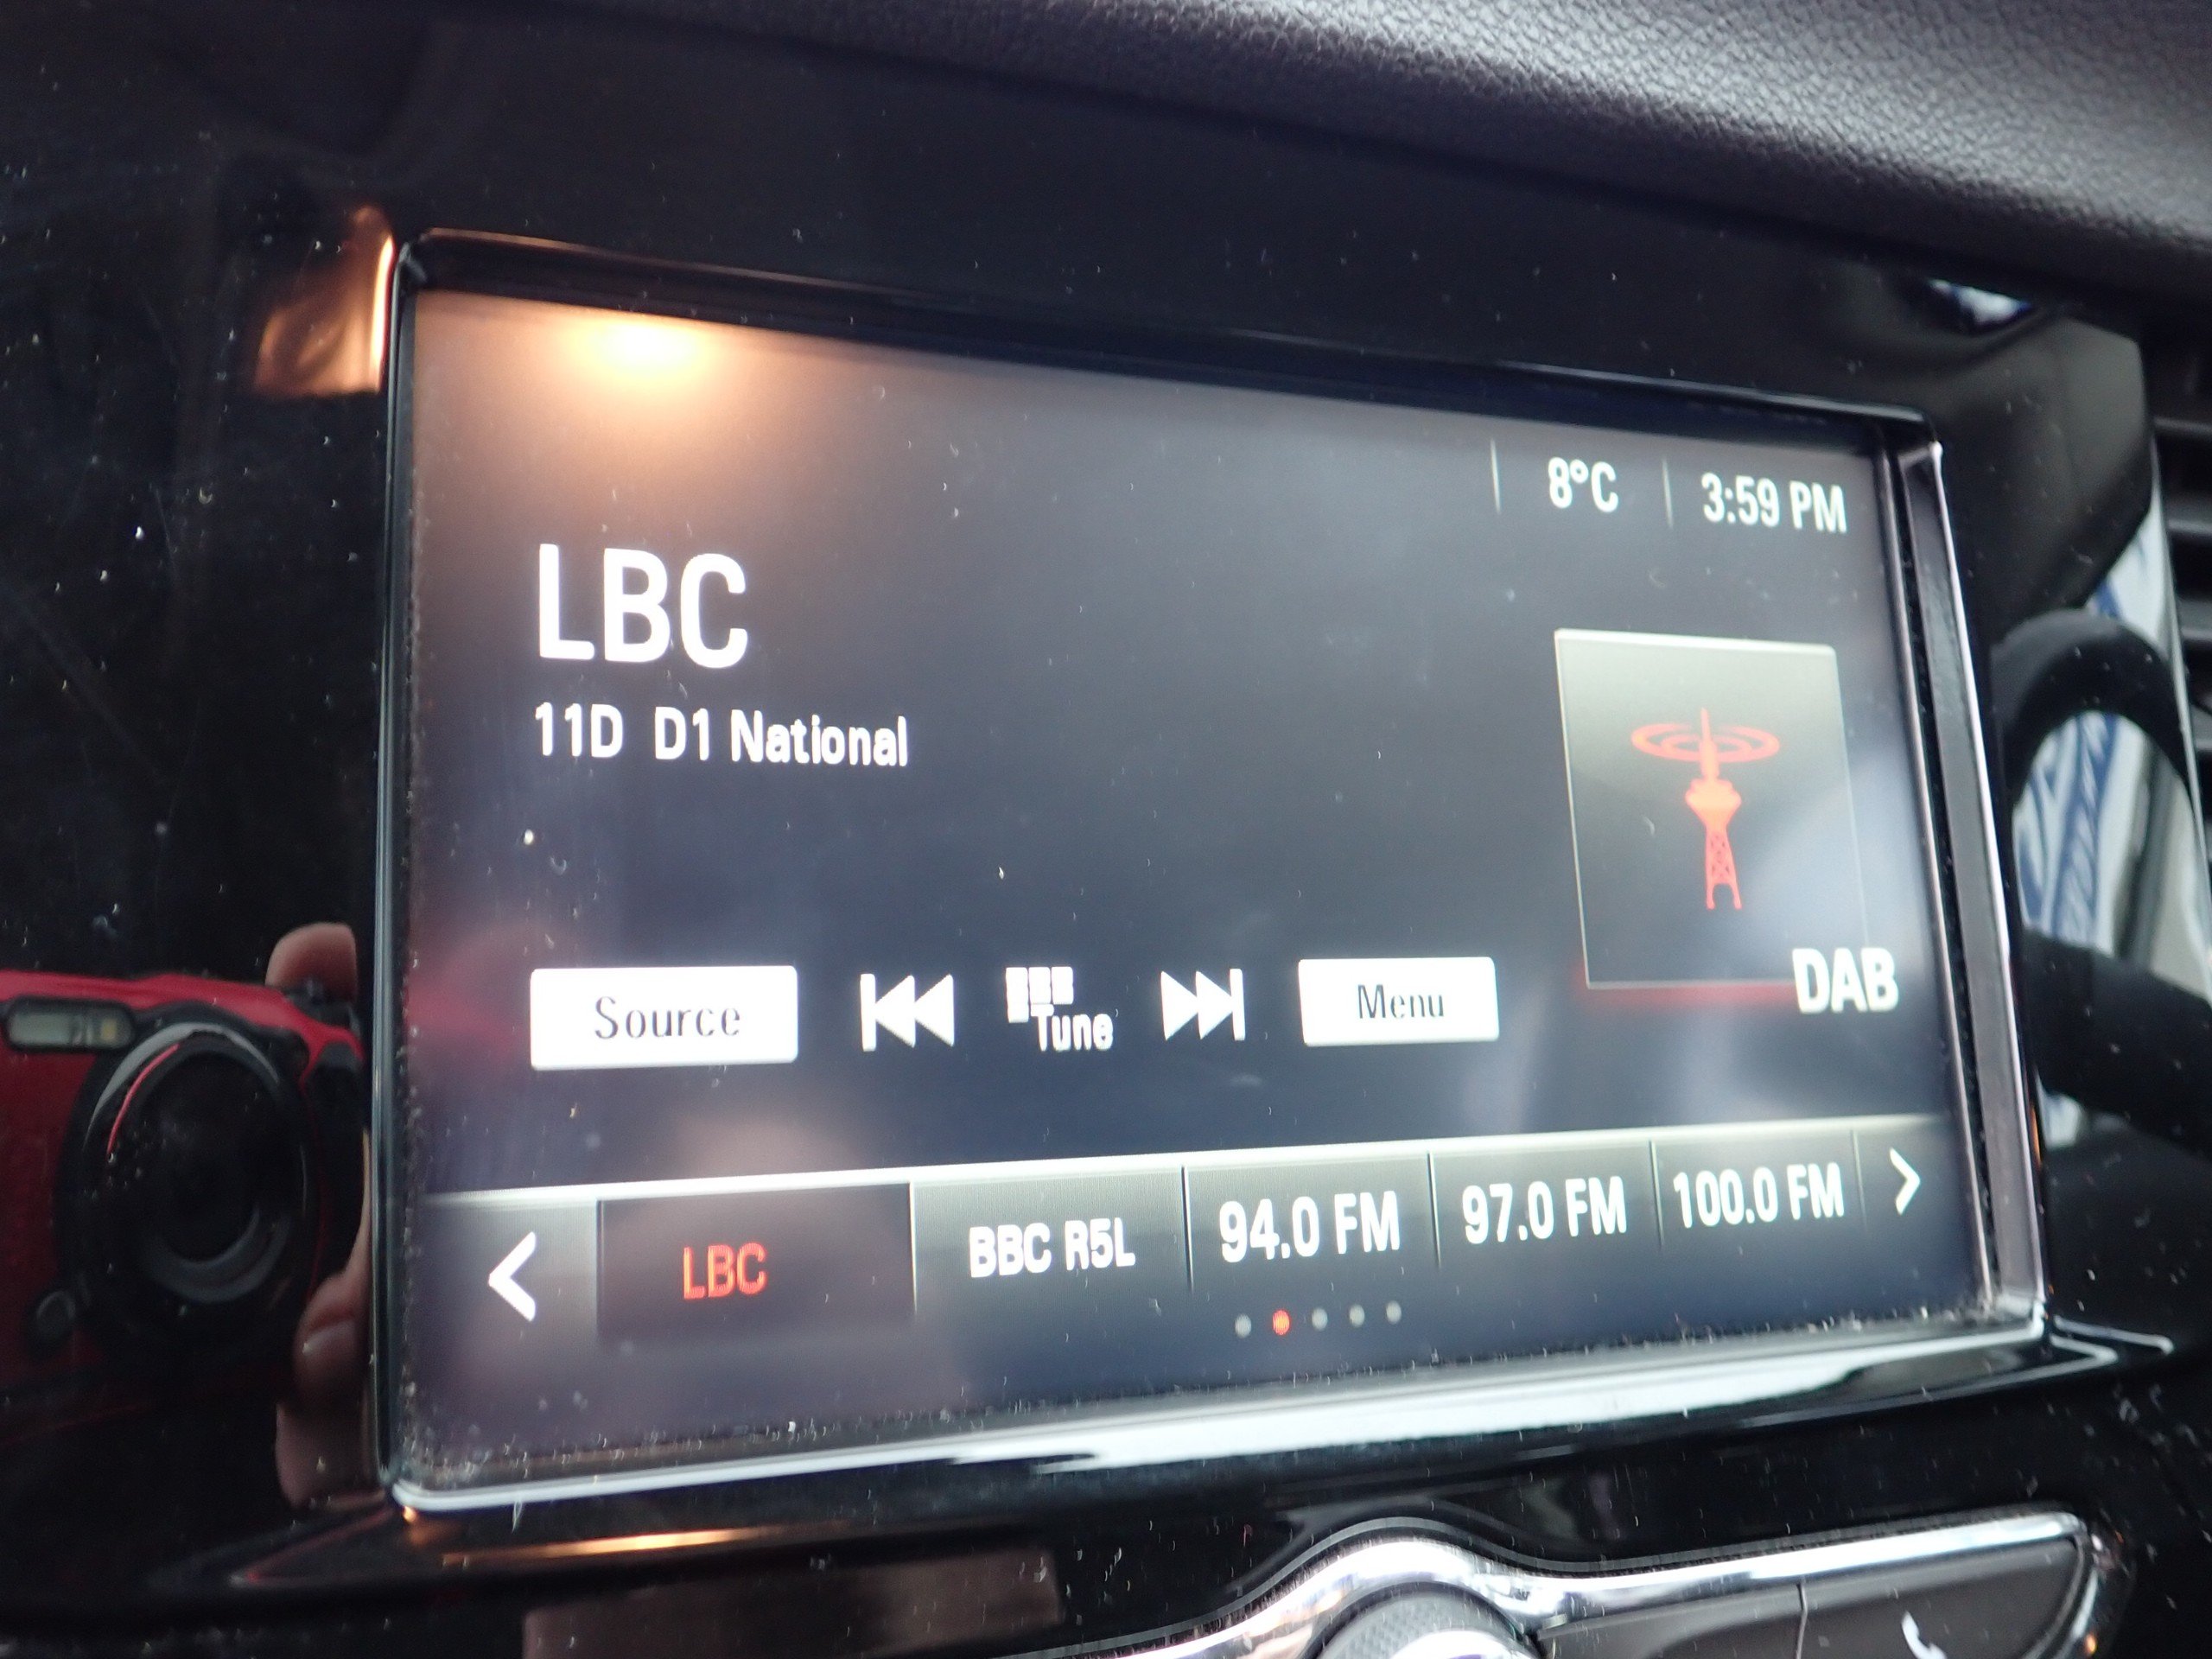 8°C 3:59 PM
LBC
11D D1 National
Source Tune Menu
DAB
LBC BBC R5L 94.0 FM 97.0 FM 100.0 FM